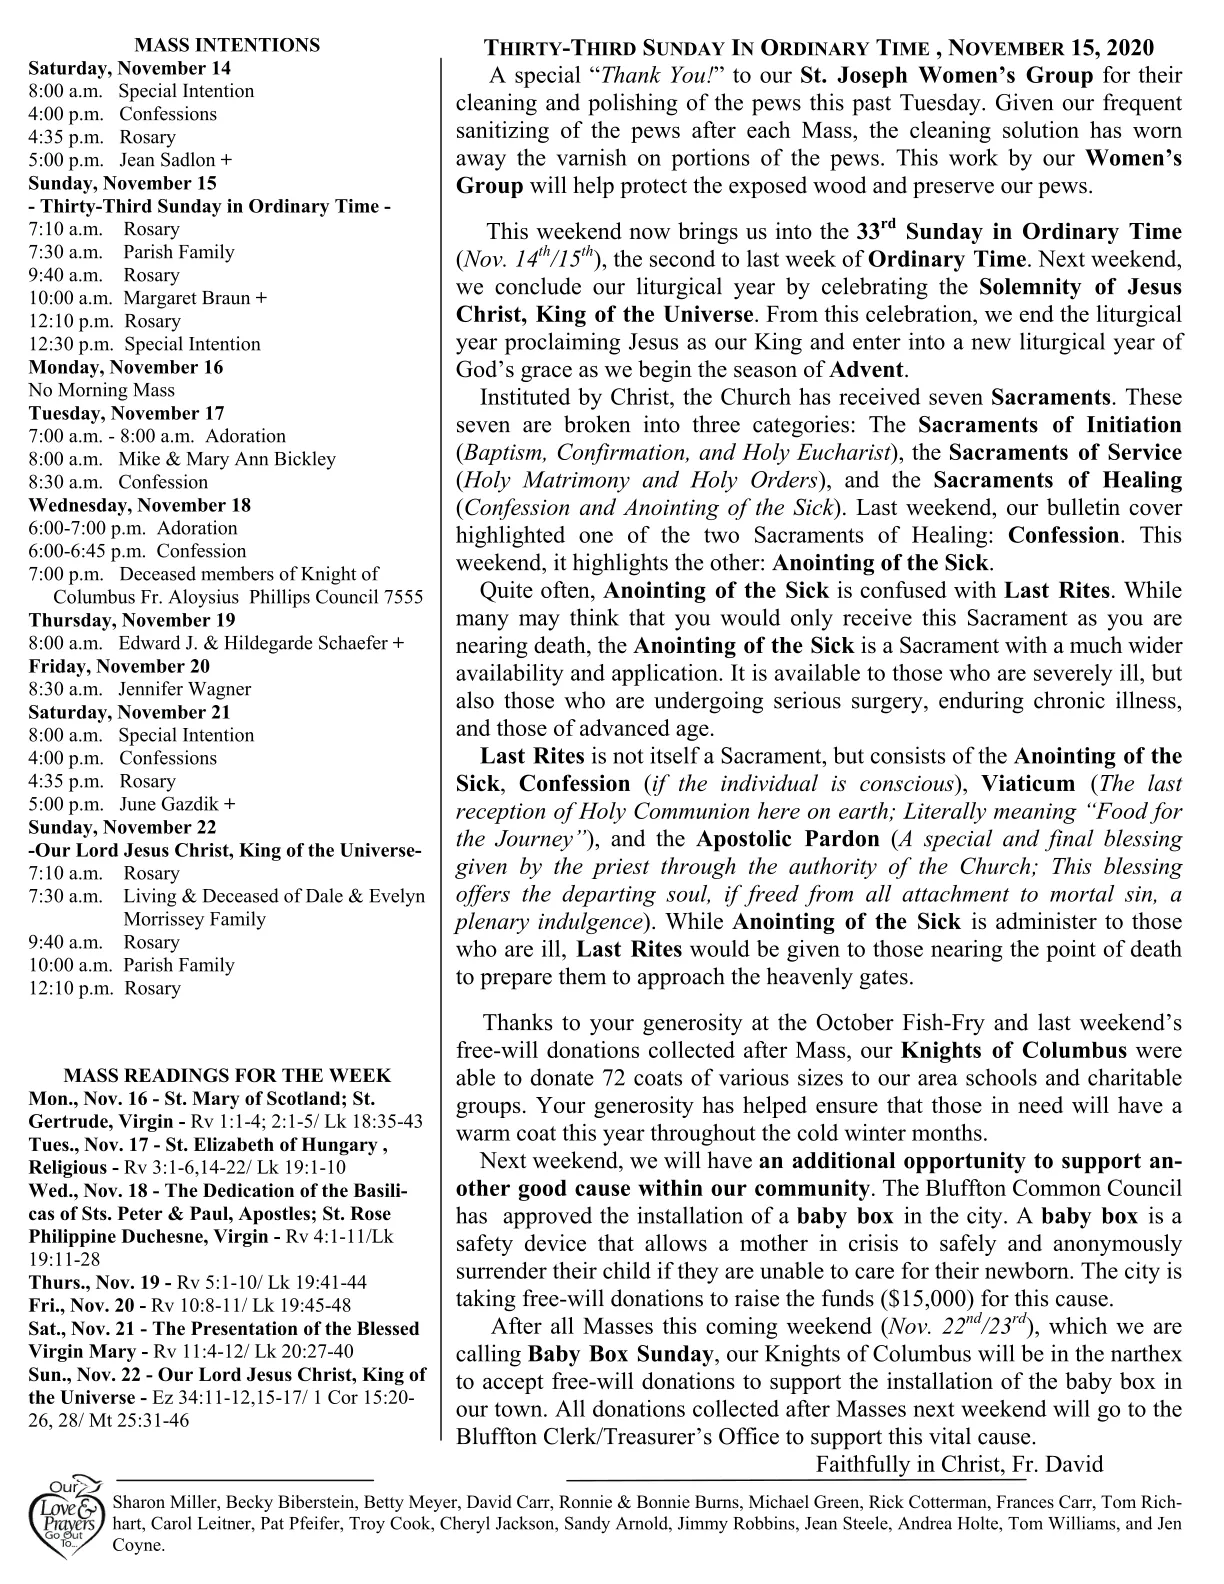 MASS INTENTIONS
Saturday, November 14
8:00 a.m. Special Intention
4:00 p.m. Confessions
4:35 p.m. Rosary
5:00 p.m. Jean Sadlon +
Sunday, November 15
- Thirty-Third Sunday in Ordinary Time -
7:10 a.m. Rosary
7:30 a.m. Parish Family
9:40 a.m. Rosary
10:00 a.m. Margaret Braun +
12:10 p.m. Rosary
12:30 p.m. Special Intention
Monday, November 16
No Morning Mass
Tuesday, November 17
7:00 a.m. - 8:00 a.m. Adoration
8:00 a.m. Mike & Mary Ann Bickley
8:30 a.m. Confession
Wednesday, November 18
6:00-7:00 p.m. Adoration
6:00-6:45 p.m. Confession
7:00 p.m. Deceased members of Knight of
Columbus Fr. Aloysius Phillips Council 7555
Thursday, November 19
8:00 a.m. Edward J. & Hildegarde Schaefer +
Friday, November 20
8:30 a.m. Jennifer Wagner
Saturday, November 21
8:00 a.m. Special Intention
4:00 p.m. Confessions
4:35 p.m. Rosary
5:00 p.m. June Gazdik +
Sunday, November 22
-Our Lord Jesus Christ, King of the Universe-
7:10 a.m. Rosary
7:30 a.m. Living & Deceased of Dale & Evelyn
Morrissey Family
9:40 a.m. Rosary
10:00 a.m. Parish Family
12:10 p.m. Rosary
MASS READINGS FOR THE WEEK
Mon., Nov. 16 - St. Mary of Scotland; St.
Gertrude, Virgin - Rv 1:1-4; 2:1-5/ Lk 18:35-43
Tues., Nov. 17 - St. Elizabeth of Hungary ,
Religious - Rv 3:1-6,14-22/ Lk 19:1-10
Wed., Nov. 18 - The Dedication of the Basili-
cas of Sts. Peter & Paul, Apostles; St. Rose
Philippine Duchesne, Virgin - Rv 4:1-11/Lk
19:11-28
Thurs., Nov. 19 - Rv 5:1-10/ Lk 19:41-44
Fri., Nov. 20 - Rv 10:8-11/ Lk 19:45-48
Sat., Nov. 21 - The Presentation of the Blessed
Virgin Mary - Rv 11:4-12/ Lk 20:27-40
Sun., Nov. 22 - Our Lord Jesus Christ, King of
the Universe - Ez 34:11-12,15-17/ 1 Cor 15:20-
26, 28/ Mt 25:31-46
THIRTY-THIRD SUNDAY IN ORDINARY TIME , NOVEMBER 15, 2020
A special “Thank You!” to our St. Joseph Women’s Group for their
cleaning and polishing of the pews this past Tuesday. Given our frequent
sanitizing of the pews after each Mass, the cleaning solution has worn
away the varnish on portions of the pews. This work by our Women’s
Group will help protect the exposed wood and preserve our pews.
This weekend now brings us into the 33rd Sunday in Ordinary Time
(Nov. 14th/15th), the second to last week of Ordinary Time. Next weekend,
we conclude our liturgical year by celebrating the Solemnity of Jesus
Christ, King of the Universe. From this celebration, we end the liturgical
year proclaiming Jesus as our King and enter into a new liturgical year of
God’s grace as we begin the season of Advent.
Instituted by Christ, the Church has received seven Sacraments. These
seven are broken into three categories: The Sacraments of Initiation
(Baptism, Confirmation, and Holy Eucharist), the Sacraments of Service
(Holy Matrimony and Holy Orders), and the Sacraments of Healing
(Confession and Anointing of the Sick). Last weekend, our bulletin cover
highlighted one of the two Sacraments of Healing: Confession. This
weekend, it highlights the other: Anointing of the Sick.
Quite often, Anointing of the Sick is confused with Last Rites. While
many may think that you would only receive this Sacrament as you are
nearing death, the Anointing of the Sick is a Sacrament with a much wider
availability and application. It is available to those who are severely ill, but
also those who are undergoing serious surgery, enduring chronic illness,
and those of advanced age.
Last Rites is not itself a Sacrament, but consists of the Anointing of the
Sick, Confession (if the individual is conscious), Viaticum (The last
reception of Holy Communion here on earth; Literally meaning “Food for
the Journey”), and the Apostolic Pardon (A special and final blessing
given by the priest through the authority of the Church; This blessing
offers the departing soul, if freed from all attachment to mortal sin, a
plenary indulgence). While Anointing of the Sick is administer to those
who are ill, Last Rites would be given to those nearing the point of death
to prepare them to approach the heavenly gates.
Thanks to your generosity at the October Fish-Fry and last weekend’s
free-will donations collected after Mass, our Knights of Columbus were
able to donate 72 coats of various sizes to our area schools and charitable
groups. Your generosity has helped ensure that those in need will have a
warm coat this year throughout the cold winter months.
Next weekend, we will have an additional opportunity to support an-
other good cause within our community. The Bluffton Common Council
has approved the installation of a baby box in the city. A baby box is a
safety device that allows a mother in crisis to safely and anonymously
surrender their child if they are unable to care for their newborn. The city is
taking free-will donations to raise the funds ($15,000) for this cause.
After all Masses this coming weekend (Nov. 22nd/23rd), which we are
calling Baby Box Sunday, our Knights of Columbus will be in the narthex
to accept free-will donations to support the installation of the baby box in
our town. All donations collected after Masses next weekend will go to the
Bluffton Clerk/Treasurer’s Office to support this vital cause.
Faithfully in Christ, Fr. David
Our
Love &
Prayers
Go Out
To...
Sharon Miller, Becky Biberstein, Betty Meyer, David Carr, Ronnie & Bonnie Burns, Michael Green, Rick Cotterman, Frances Carr, Tom Rich-
hart, Carol Leitner, Pat Pfeifer, Troy Cook, Cheryl Jackson, Sandy Arnold, Jimmy Robbins, Jean Steele, Andrea Holte, Tom Williams, and Jen
Coyne.